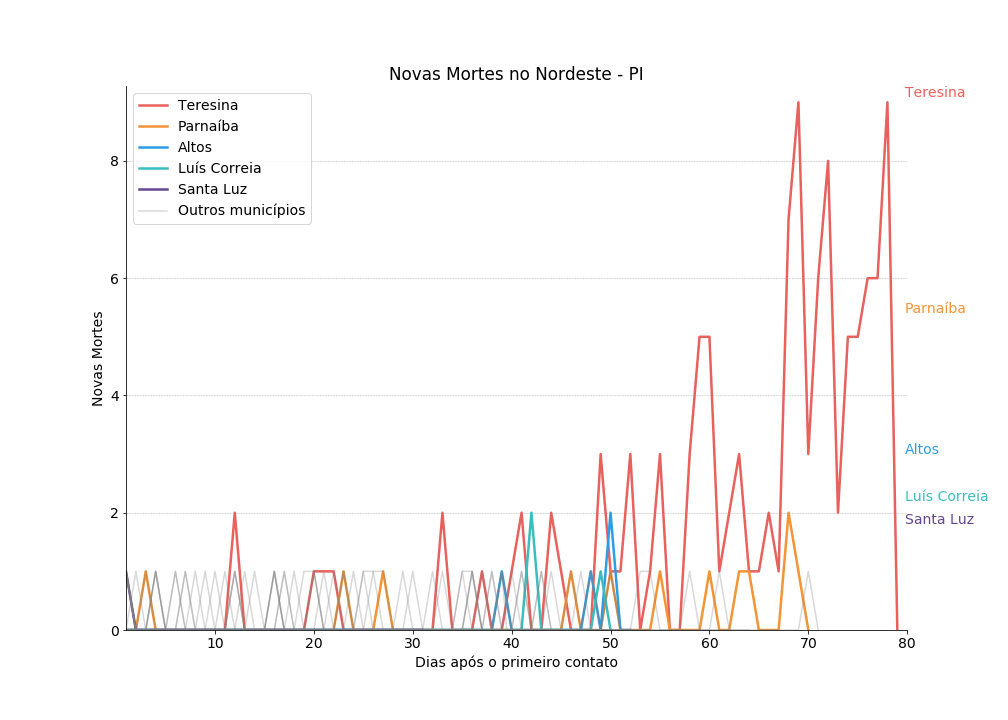 Novas Mortes no Nordeste - PI
Teresina
Parnaíba
Altos
Luís Correia
Santa Luz
Outros municípios
Teresina
Parnaíba
Altos
Luís Correia
Santa Luz
8
6
4
2
0
Novas Mortes
10 20 30 40 50 60 70 80
Dias após o primeiro contato